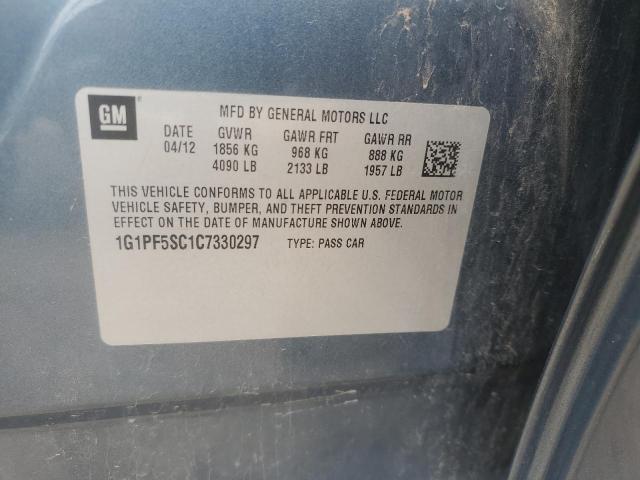 GM
MFD BY GENERAL MOTORS LLC
DATE GVWR GAWR FRT GAWR RR
04/12 1856 KG 968 KG 888 KG
4090 LB 2133 LB 1957 LB
THIS VEHICLE CONFORMS TO ALL APPLICABLE U.S. FEDERAL MOTOR
VEHICLE SAFETY, BUMPER, AND THEFT PREVENTION STANDARDS IN
EFFECT ON THE DATE OF MANUFACTURE SHOWN ABOVE.
1G1PF5SC1C7330297 TYPE: PASS CAR